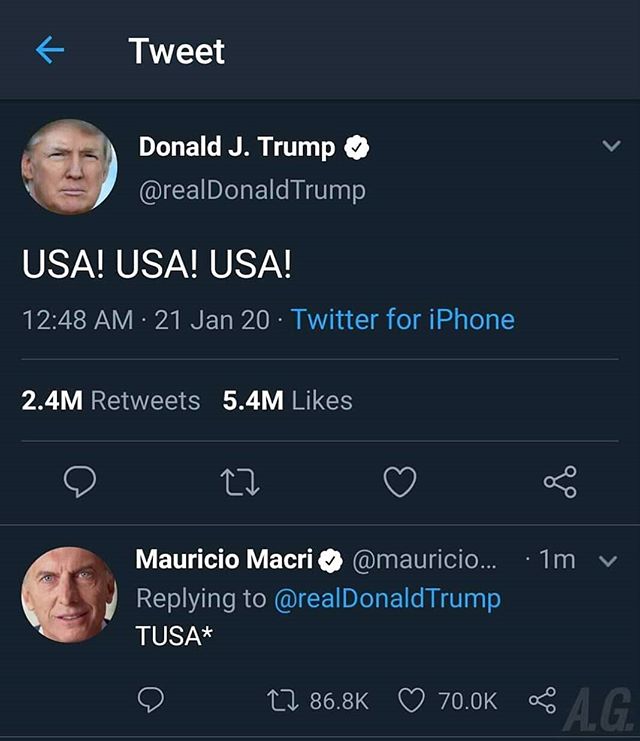 Tweet
Donald J. Trump
@realDonaldTrump
USA! USA! USA!
12:48 AM · 21 Jan 20 · Twitter for iPhone
2.4M Retweets 5.4M Likes
Mauricio Macri @mauricio... · 1m
Replying to @realDonaldTrump
TUSA*
86.8K 70.0K
A.G.